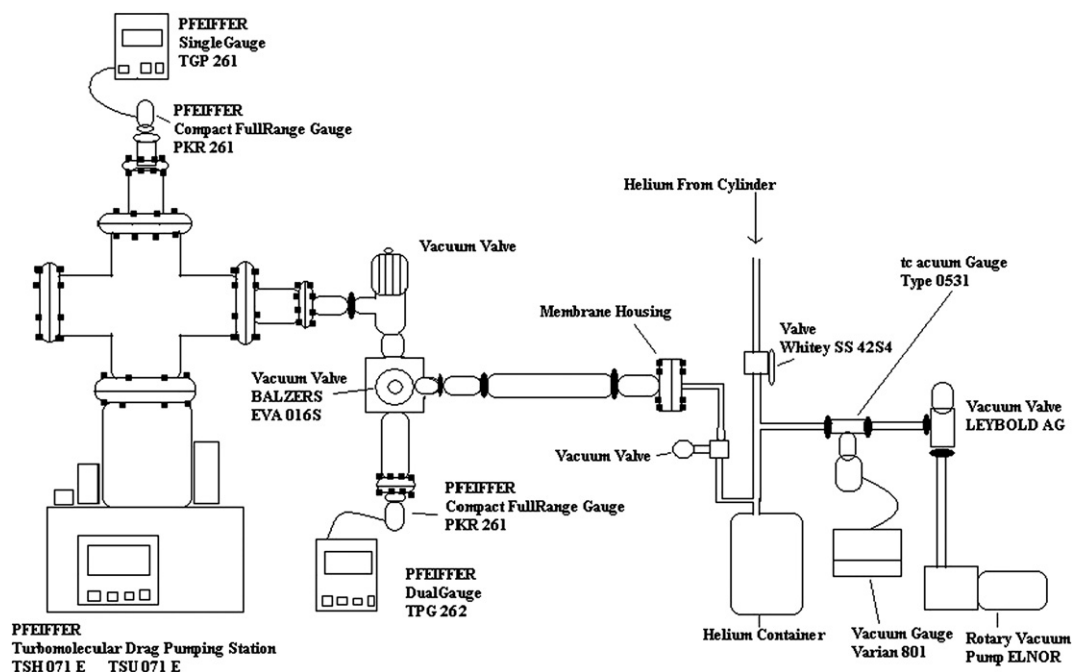 PFEIFFER
SingleGauge
TGP 261
PFEIFFER
Compact FullRange Gauge
PKR 261
Helium From Cylinder
Vacuum Valve
tc acuum Gauge
Type 0531
Membrane Housing
Valve
Whitey SS 42S4
Vacuum Valve
BALZERS
EVA 016S
Vacuum Valve
LEYBOLD AG
Vacuum Valve
PFEIFFER
Compact FullRange Gauge
PKR 261
PFEIFFER
DualGauge
TPG 262
PFEIFFER
Turbomolecular Drag Pumping Station
TSH 071 E TSU 071 E
Helium Container
Vacuum Gauge
Varian 801
Rotary Vacuum
Pump ELNOR